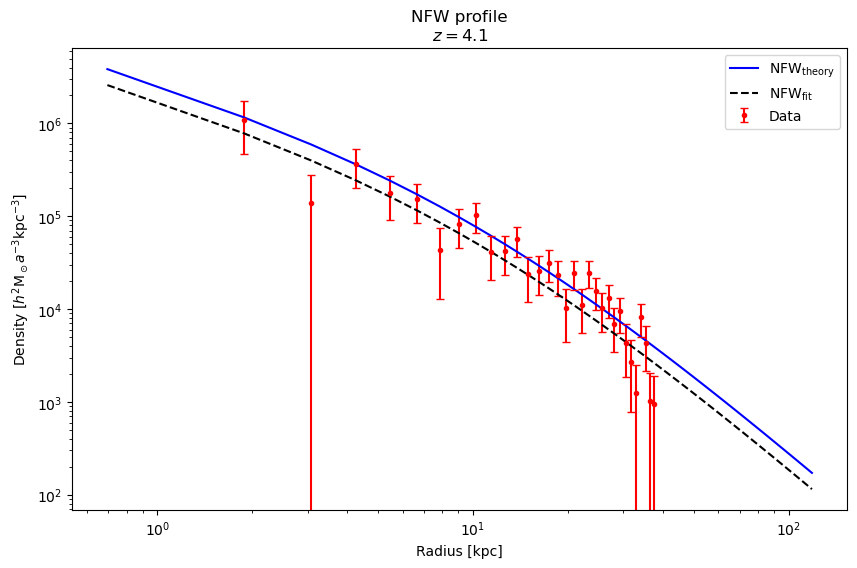 NFW profile
z = 4.1
NFW_theory
NFW_fit
Data
Density [h^2 M_⊙ a^-3 kpc^-3]
10^6
10^5
10^4
10^3
10^2
10^0
10^1
10^2
Radius [kpc]